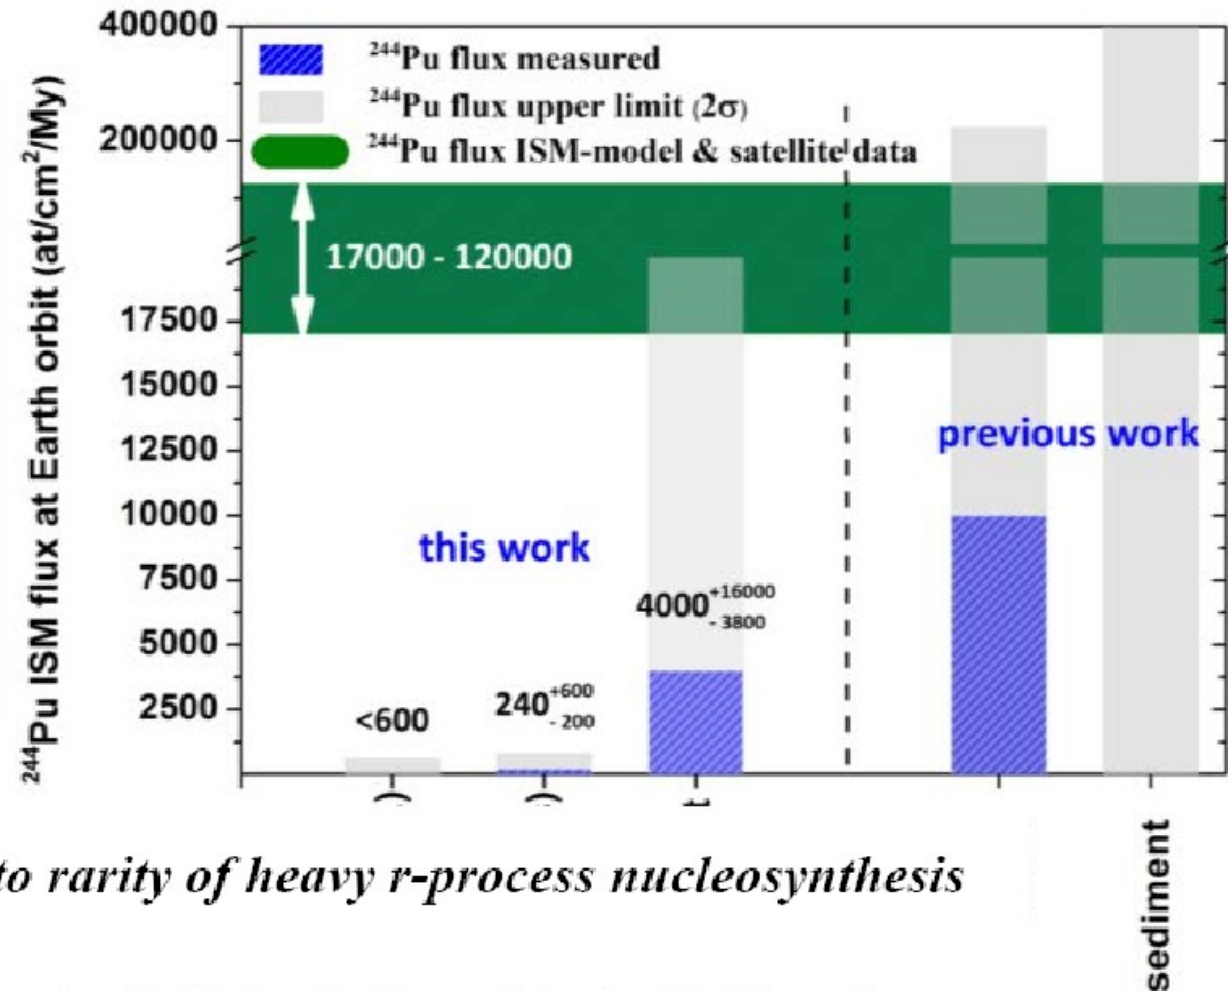 400000
200000
17500
15000
12500
10000
7500
5000
2500
²⁴⁴Pu ISM flux at Earth orbit (at/cm²/My)
²⁴⁴Pu flux measured
²⁴⁴Pu flux upper limit (2σ)
²⁴⁴Pu flux ISM-model & satellite data
17000 - 120000
previous work
this work
4000 +16000 - 3800
240 +600 - 200
<600
to rarity of heavy r-process nucleosynthesis
sediment